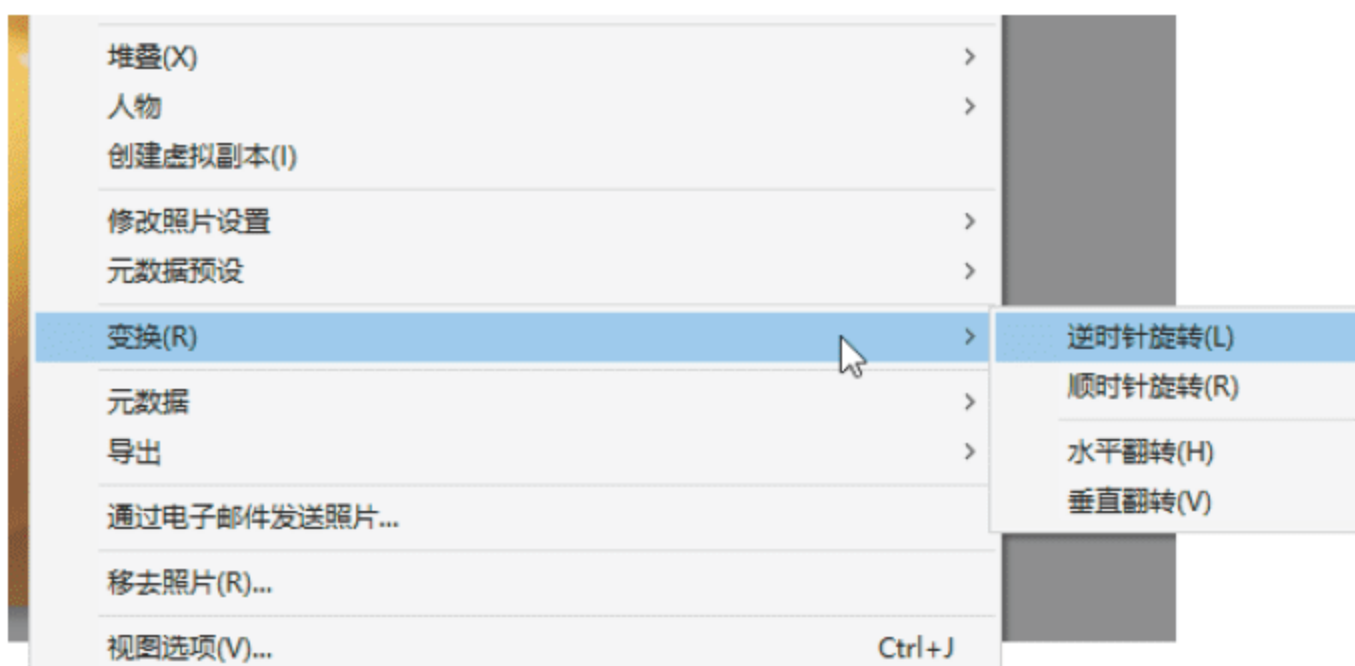 堆叠(X)
人物
创建虚拟副本(I)
修改照片设置
元数据预设
变换(R)
逆时针旋转(L)
顺时针旋转(R)
水平翻转(H)
垂直翻转(V)
元数据
导出
通过电子邮件发送照片...
移去照片(R)...
视图选项(V)... Ctrl+J